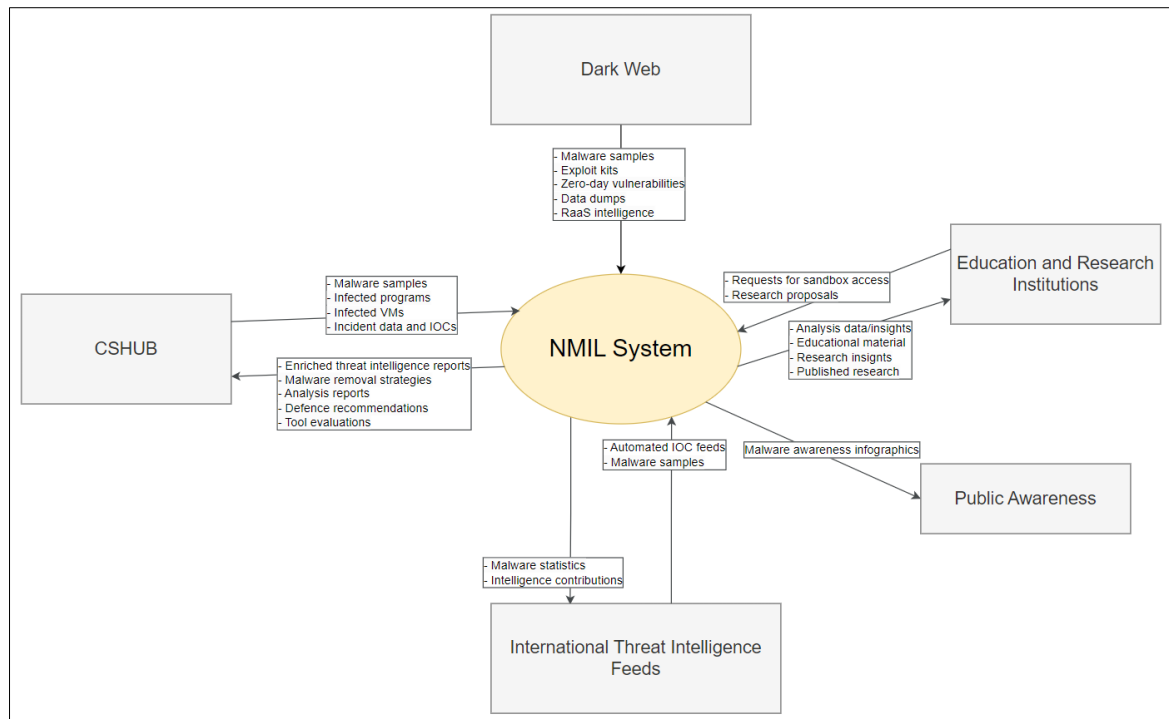 Dark Web
- Malware samples
- Exploit kits
- Zero-day vulnerabilities
- Data dumps
- RaaS intelligence
Education and Research
Institutions
- Requests for sandbox access
- Research proposals
- Malware samples
- Infected programs
- Infected VMs
- Incident data and IOCs
CSHUB
NMIL System
- Analysis data/insights
- Educational material
- Research insignts
- Published research
- Enriched threat intelligence reports
- Malware removal strategies
- Analysis reports
- Defence recommendations
- Tool evaluations
- Automated IOC feeds
- Malware samples
Malware awareness infographics
Public Awareness
- Malware statistics
- Intelligence contributions
International Threat Intelligence
Feeds